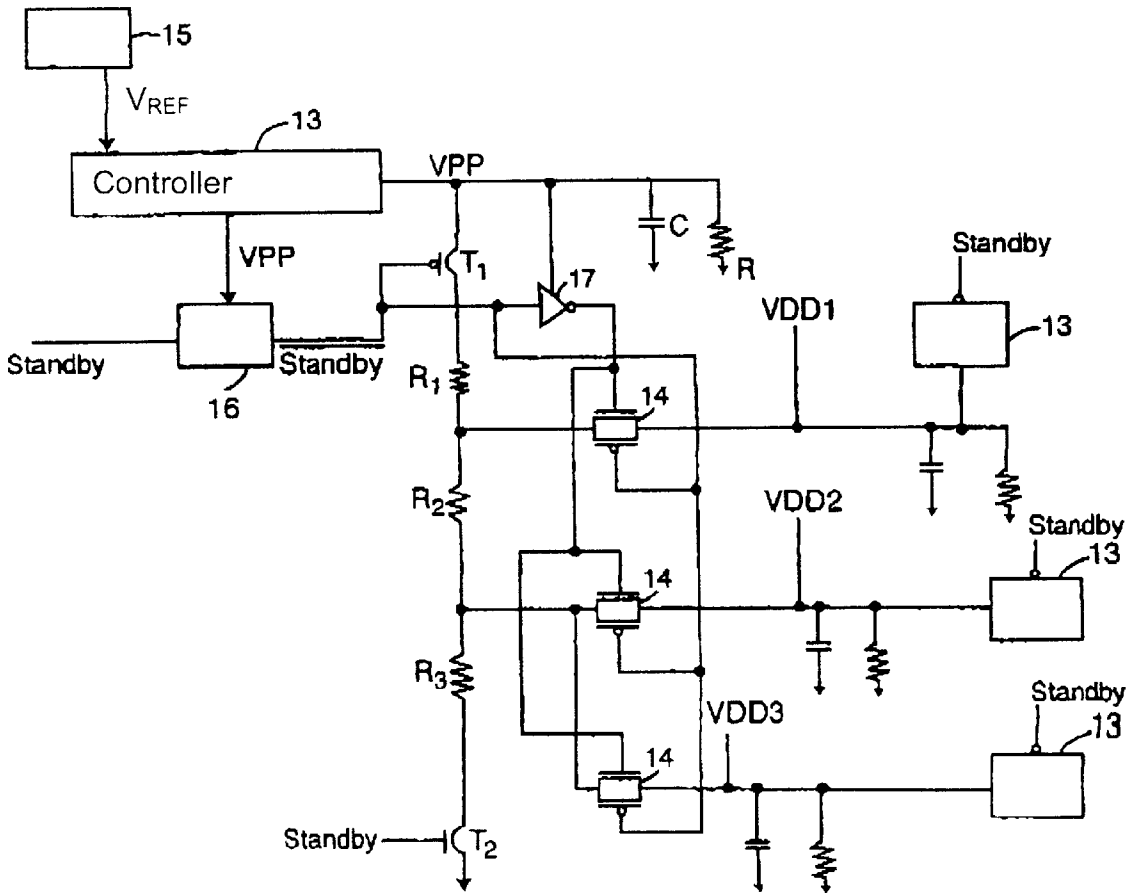 15
VREF
13
Controller
VPP
VPP
C
R
T1
17
Standby
13
VDD1
Standby
Standby
16
R1
14
R2
VDD2
Standby
13
14
R3
VDD3
Standby
13
14
Standby
T2